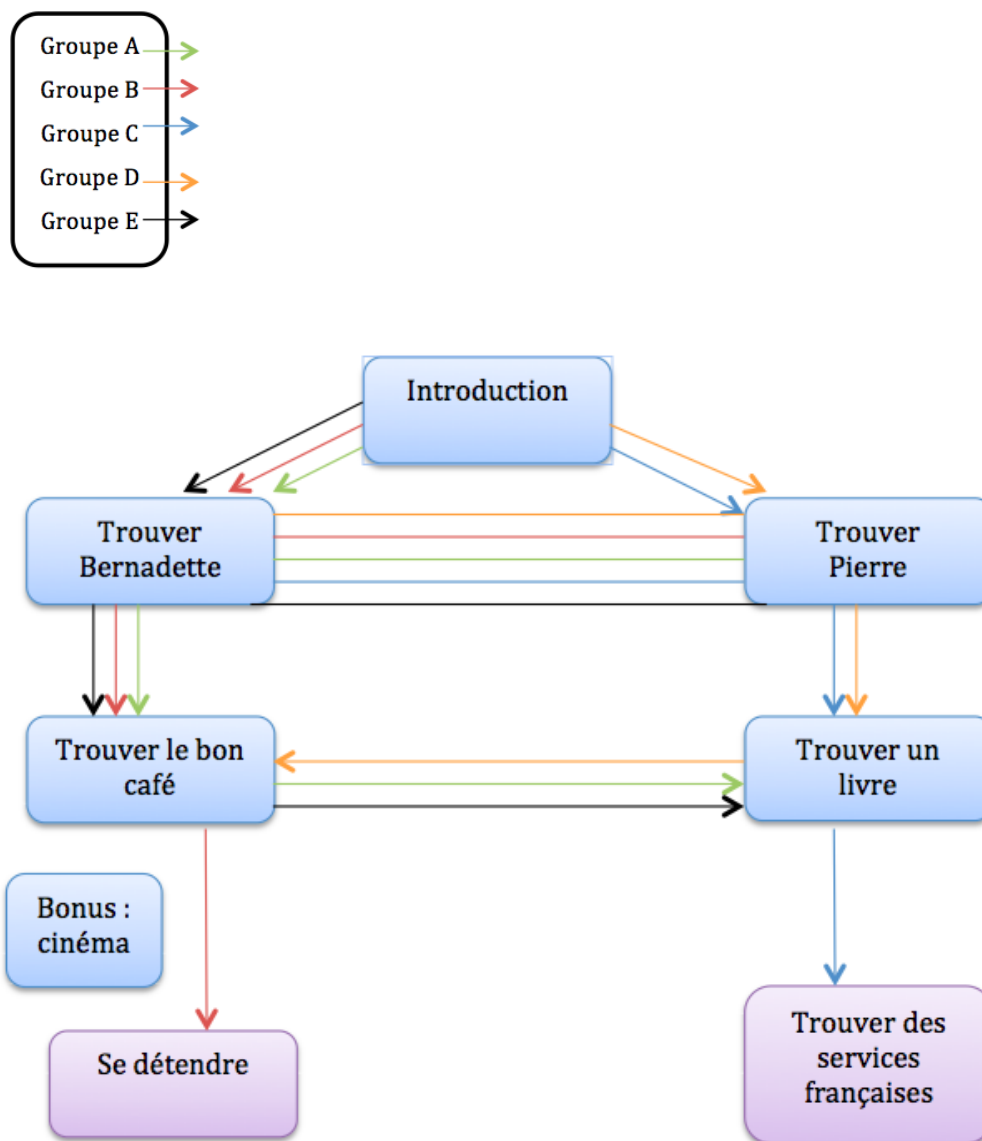 Groupe A
Groupe B
Groupe C
Groupe D
Groupe E
Introduction
Trouver
Bernadette
Trouver
Pierre
Trouver le bon
café
Trouver un
livre
Bonus :
cinéma
Se détendre
Trouver des
services
françaises